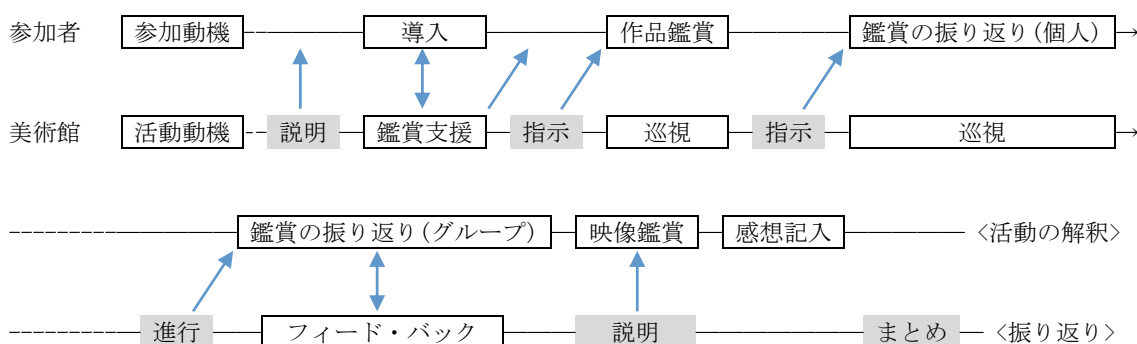 参加者 参加動機 導入 作品鑑賞 鑑賞の振り返り(個人)
美術館 活動動機 説明 鑑賞支援 指示 巡視 指示 巡視
鑑賞の振り返り(グループ) 映像鑑賞 感想記入 <活動の解釈>
進行 フィード・バック 説明 まとめ <振り返り>